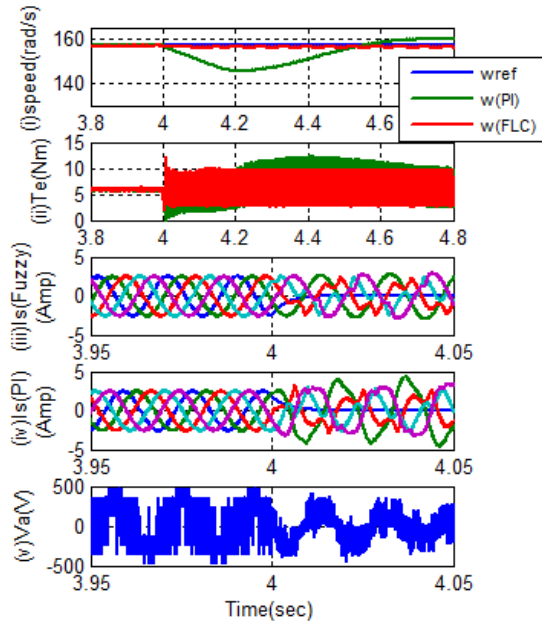 160
140
(i)speed(rad/s)
3.8 4 4.2 4.4 4.6 4.8
wref
w(PI)
w(FLC)
15
10
5
0
(ii)Te(Nm)
3.8 4 4.2 4.4 4.6 4.8
5
0
-5
(iii)Is(Fuzzy)
(Amp)
3.95 4 4.05
5
0
-5
(iv)Is(PI)
(Amp)
3.95 4 4.05
500
0
-500
(v)Va(V)
3.95 4 4.05
Time(sec)